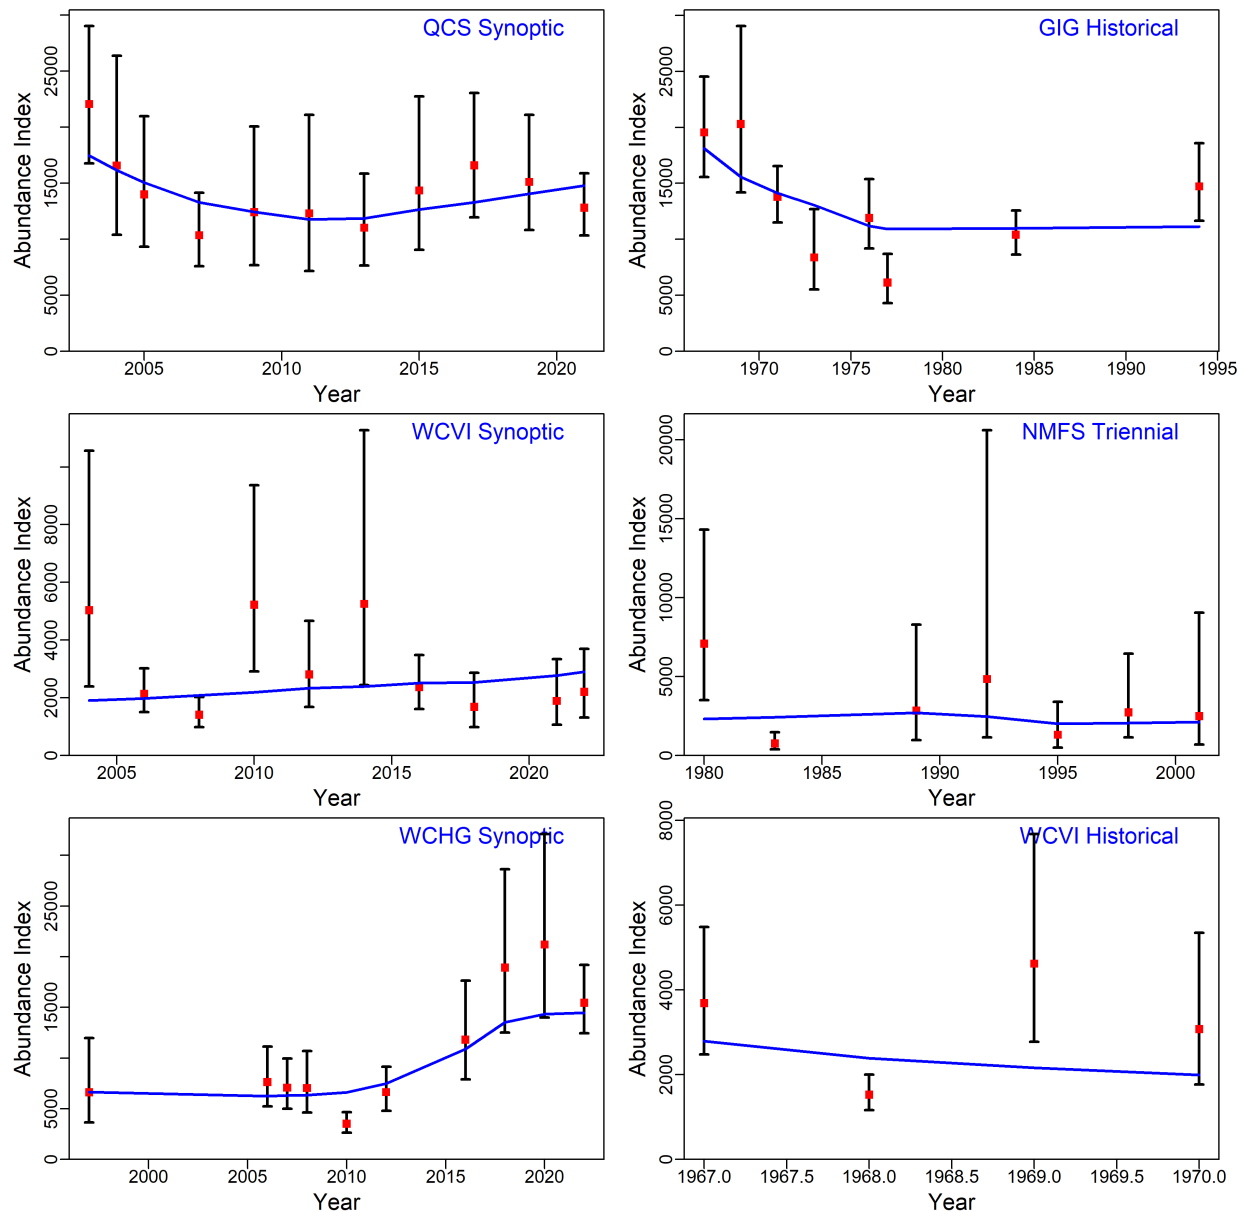 QCS Synoptic
Abundance Index
0 5000 15000 25000
2005 2010 2015 2020
Year
GIG Historical
Abundance Index
0 5000 15000 25000
1970 1975 1980 1985 1990 1995
Year
WCVI Synoptic
Abundance Index
0 2000 4000 6000 8000
2005 2010 2015 2020
Year
NMFS Triennial
Abundance Index
0 5000 10000 15000 20000
1980 1985 1990 1995 2000
Year
WCHG Synoptic
Abundance Index
0 5000 15000 25000
2000 2005 2010 2015 2020
Year
WCVI Historical
Abundance Index
0 2000 4000 6000 8000
1967.0 1967.5 1968.0 1968.5 1969.0 1969.5 1970.0
Year